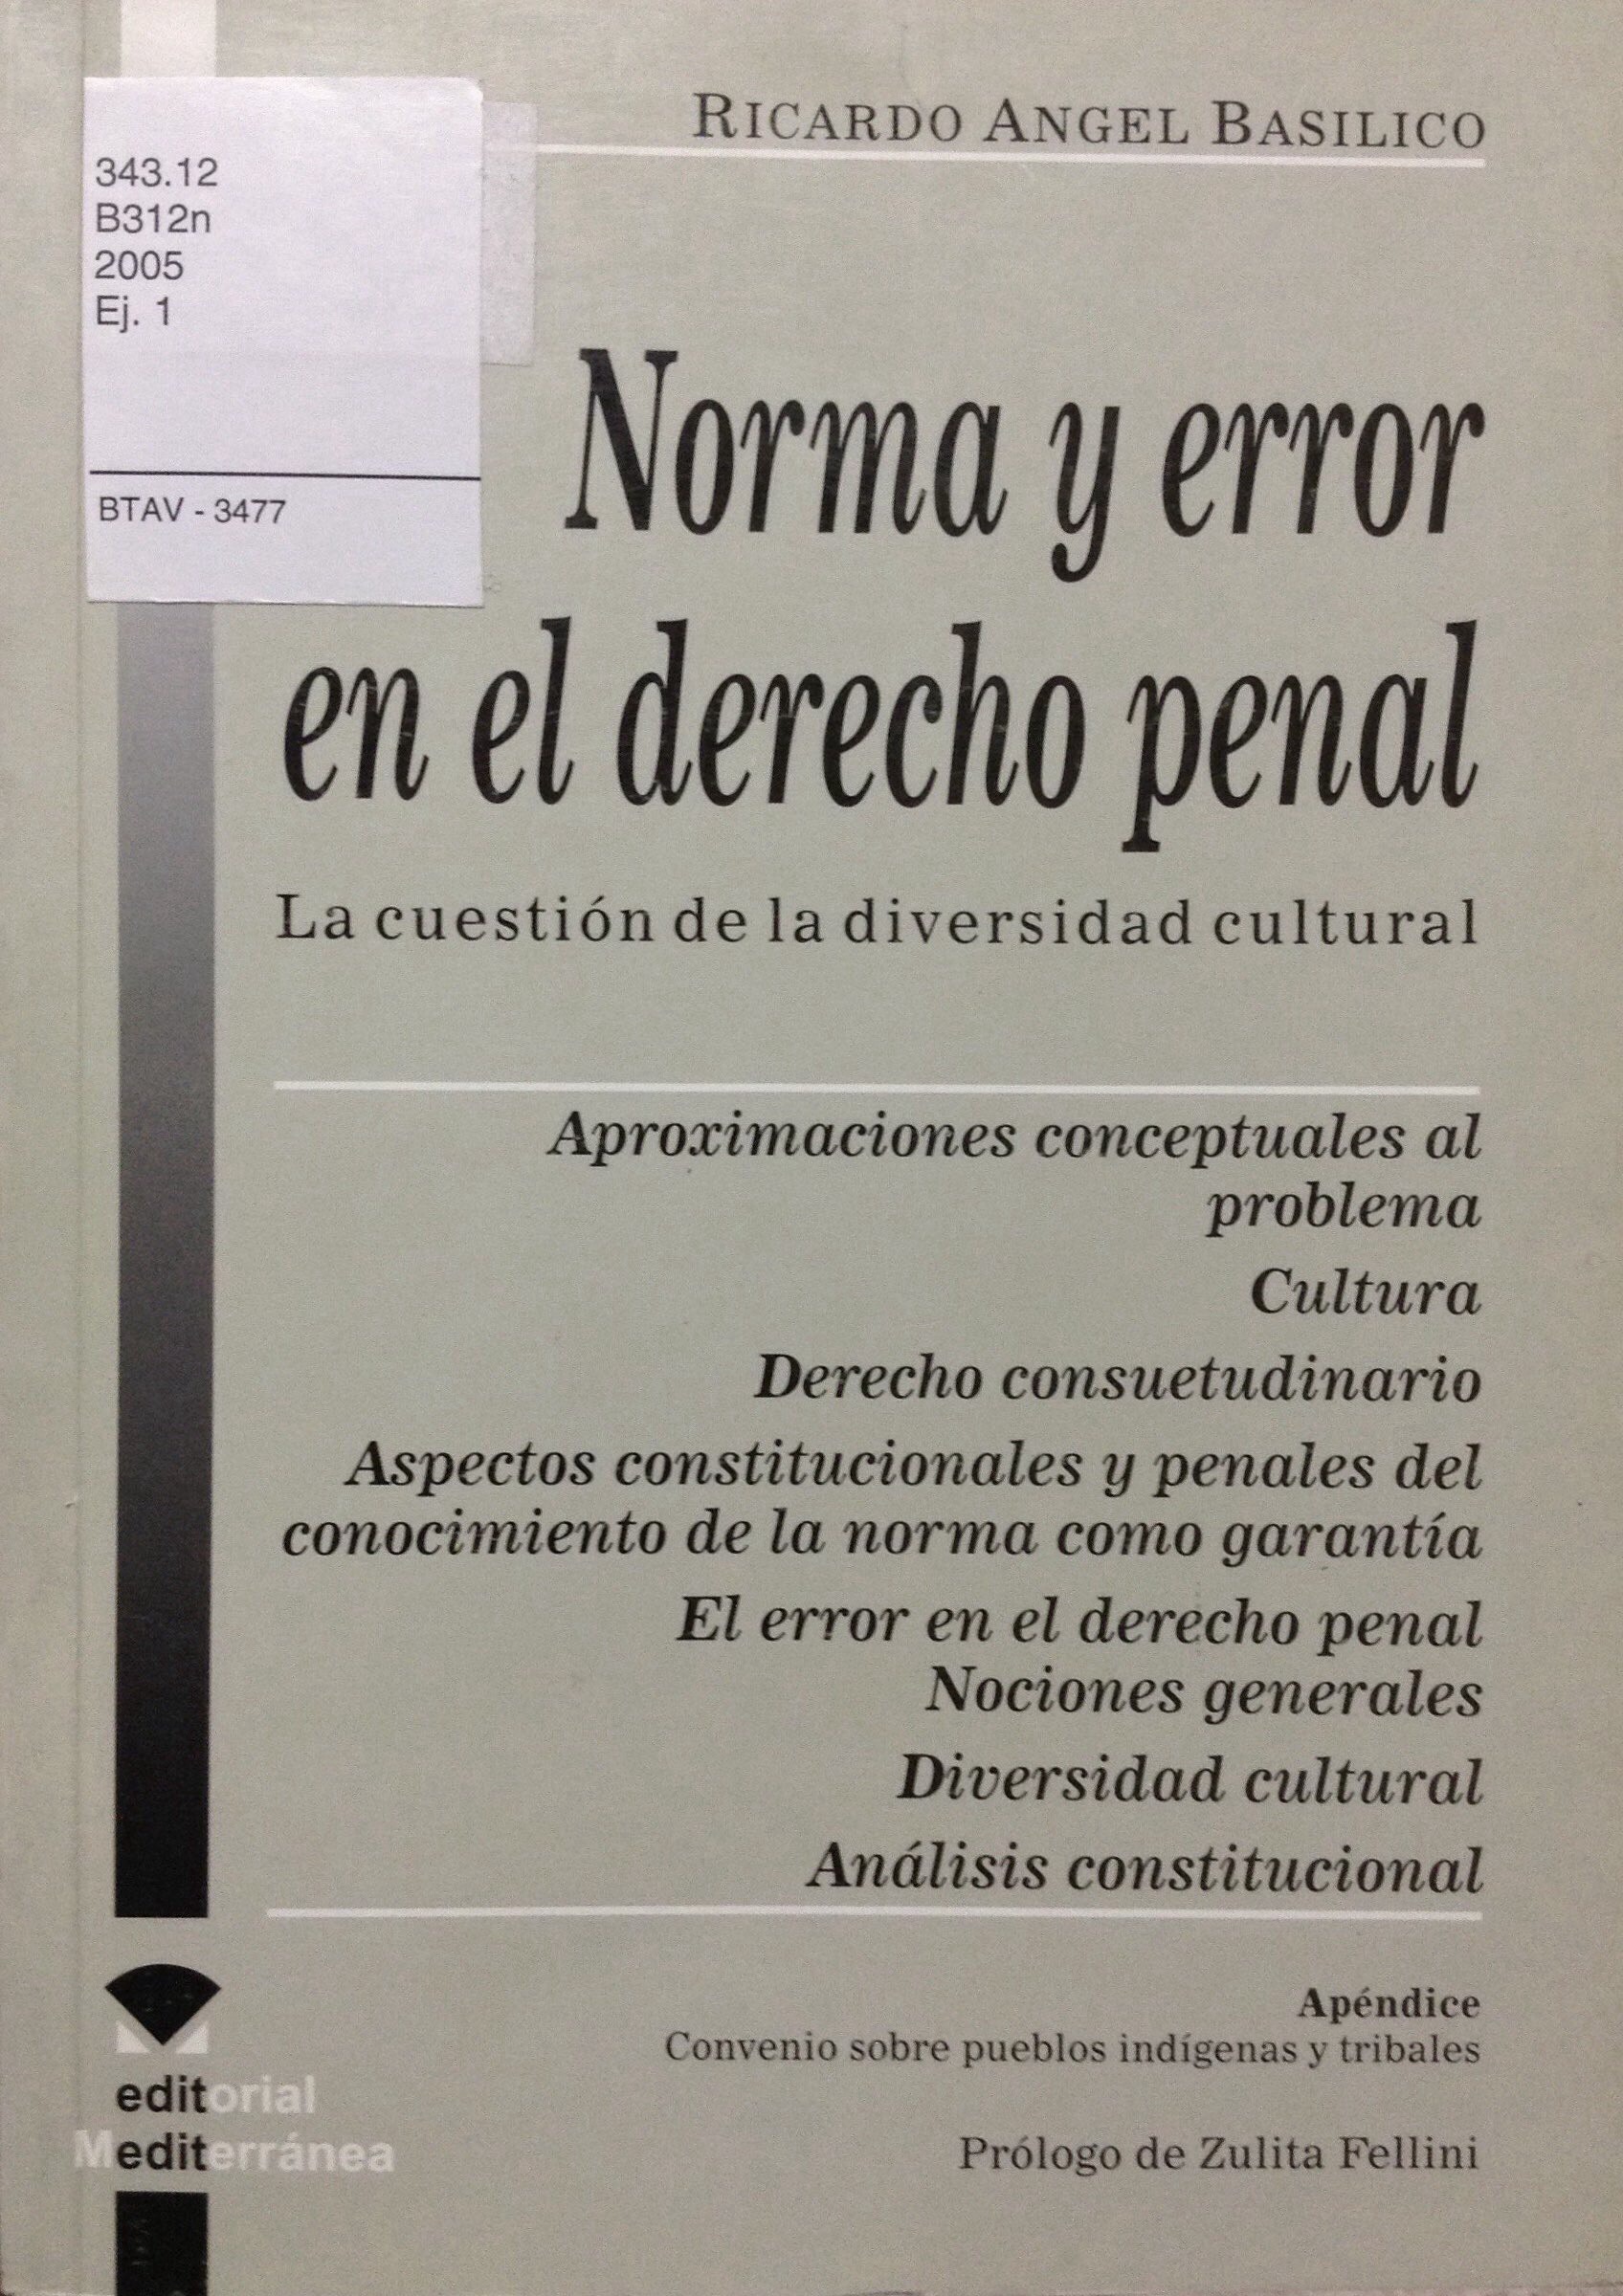 RICARDO ANGEL BASILICO
343.12
B312n
2005
Ej. 1
BTAV - 3477
Norma y error
en el derecho penal
La cuestión de la diversidad cultural
Aproximaciones conceptuales al
problema
Cultura
Derecho consuetudinario
Aspectos constitucionales y penales del
conocimiento de la norma como garantía
El error en el derecho penal
Nociones generales
Diversidad cultural
Análisis constitucional
Apéndice
Convenio sobre pueblos indígenas y tribales
Prólogo de Zulita Fellini
editorial
Mediterránea